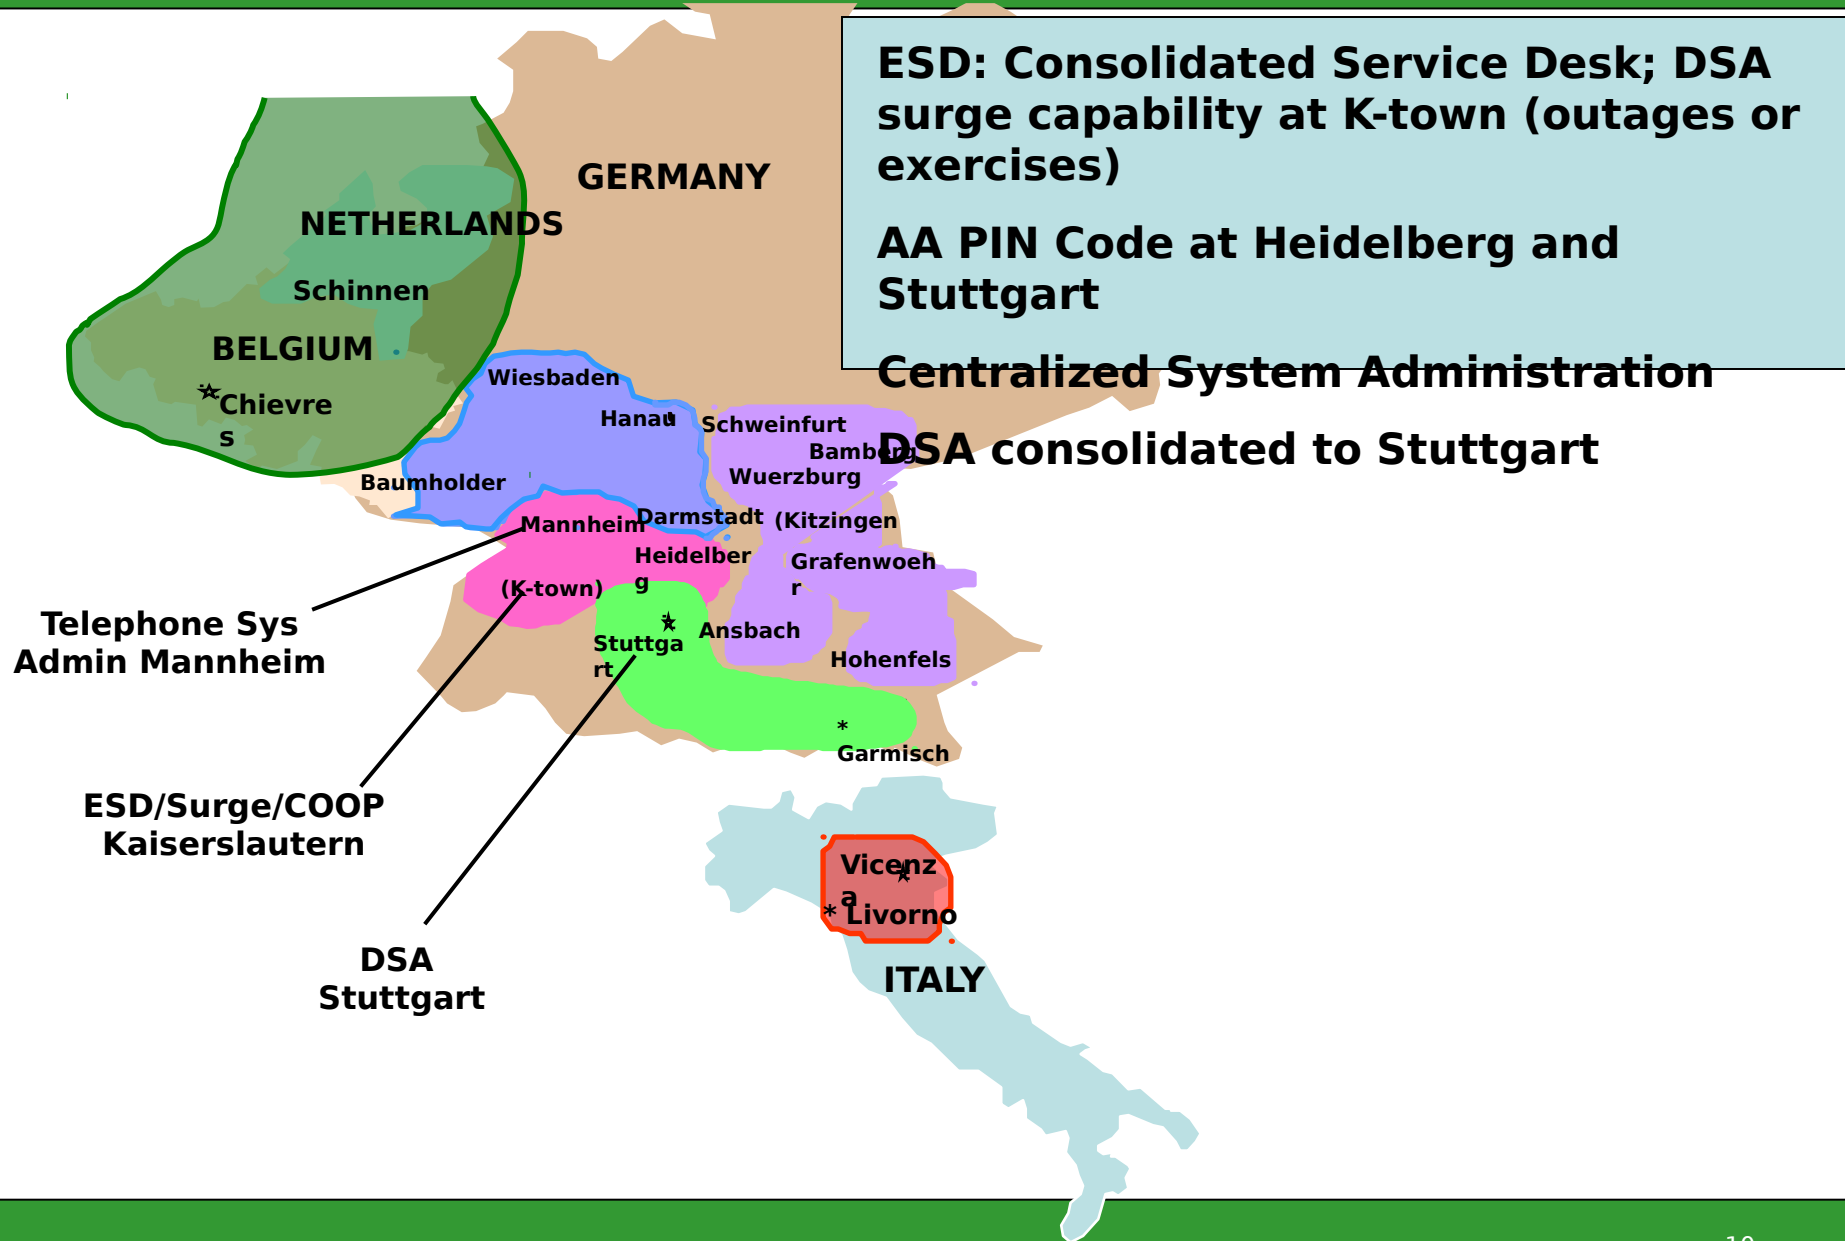 ESD: Consolidated Service Desk; DSA
surge capability at K-town (outages or
exercises)
AA PIN Code at Heidelberg and
Stuttgart
Centralized System Administration
DSA consolidated to Stuttgart
GERMANY
NETHERLANDS
Schinnen
BELGIUM
Chievre
s
Wiesbaden
Hanau
Schweinfurt
Bamberg
Wuerzburg
Baumholder
Darmstadt
(Kitzingen
Mannheim
Heidelber
g
Grafenwoeh
r
(K-town)
Stuttga
rt
Ansbach
Hohenfels
*
Garmisch
Telephone Sys
Admin Mannheim
ESD/Surge/COOP
Kaiserslautern
DSA
Stuttgart
Vicenz
a
* Livorno
ITALY